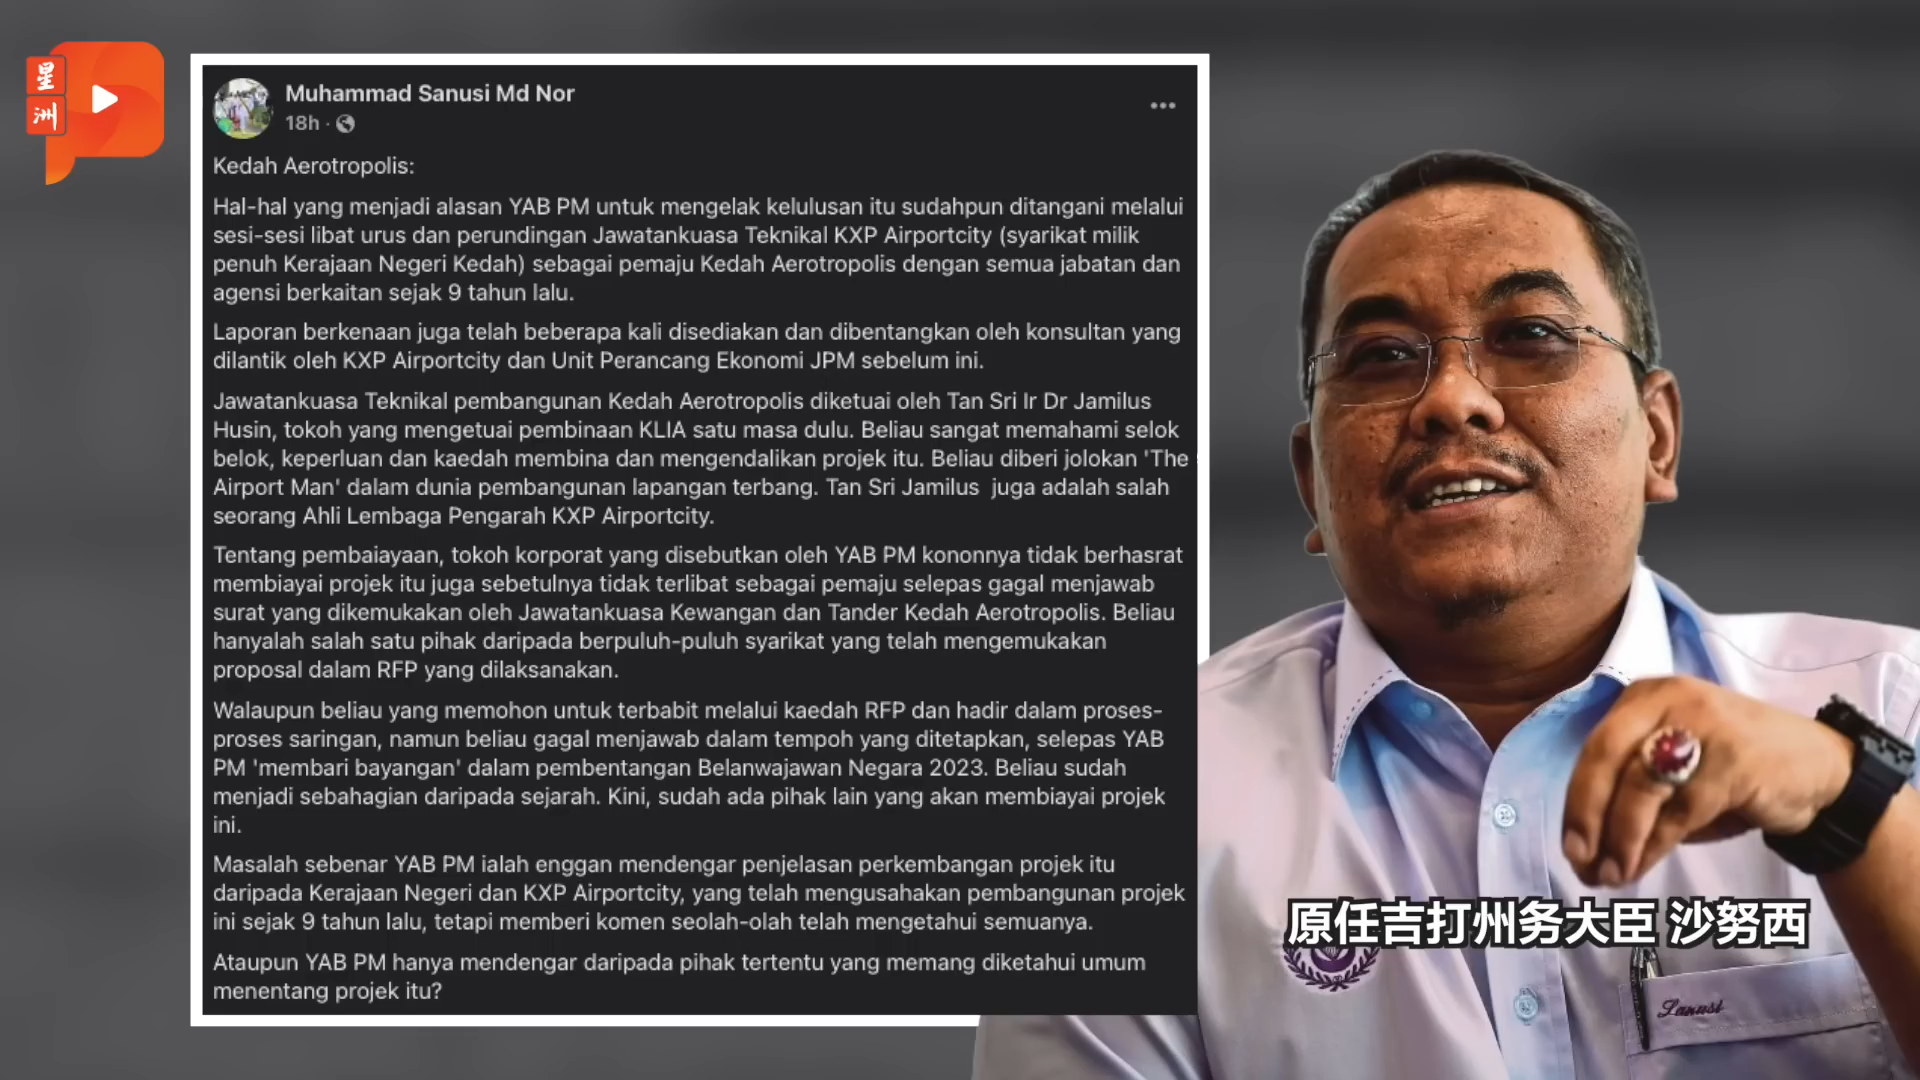 星
洲
Muhammad Sanusi Md Nor
18h ·
Kedah Aerotropolis:
Hal-hal yang menjadi alasan YAB PM untuk mengelak kelulusan itu sudahpun ditangani melalui
sesi-sesi libat urus dan perundingan Jawatankuasa Teknikal KXP Airportcity (syarikat milik
penuh Kerajaan Negeri Kedah) sebagai pemaju Kedah Aerotropolis dengan semua jabatan dan
agensi berkaitan sejak 9 tahun lalu.
Laporan berkenaan juga telah beberapa kali disediakan dan dibentangkan oleh konsultan yang
dilantik oleh KXP Airportcity dan Unit Perancang Ekonomi JPM sebelum ini.
Jawatankuasa Teknikal pembangunan Kedah Aerotropolis diketuai oleh Tan Sri Ir Dr Jamilus
Husin, tokoh yang mengetuai pembinaan KLIA satu masa dulu. Beliau sangat memahami selok
belok, keperluan dan kaedah membina dan mengendalikan projek itu. Beliau diberi jolokan 'The
Airport Man' dalam dunia pembangunan lapangan terbang. Tan Sri Jamilus  juga adalah salah
seorang Ahli Lembaga Pengarah KXP Airportcity.
Tentang pembaiayaan, tokoh korporat yang disebutkan oleh YAB PM kononnya tidak berhasrat
membiayai projek itu juga sebetulnya tidak terlibat sebagai pemaju selepas gagal menjawab
surat yang dikemukakan oleh Jawatankuasa Kewangan dan Tander Kedah Aerotropolis. Beliau
hanyalah salah satu pihak daripada berpuluh-puluh syarikat yang telah mengemukakan
proposal dalam RFP yang dilaksanakan.
Walaupun beliau yang memohon untuk terbabit melalui kaedah RFP dan hadir dalam proses-
proses saringan, namun beliau gagal menjawab dalam tempoh yang ditetapkan, selepas YAB
PM 'membari bayangan' dalam pembentangan Belanwajawan Negara 2023. Beliau sudah
menjadi sebahagian daripada sejarah. Kini, sudah ada pihak lain yang akan membiayai projek
ini.
Masalah sebenar YAB PM ialah enggan mendengar penjelasan perkembangan projek itu
daripada Kerajaan Negeri dan KXP Airportcity, yang telah mengusahakan pembangunan projek
ini sejak 9 tahun lalu, tetapi memberi komen seolah-olah telah mengetahui semuanya.
Ataupun YAB PM hanya mendengar daripada pihak tertentu yang memang diketahui umum
menentang projek itu?
原任吉打州务大臣 沙努西
Sanusi